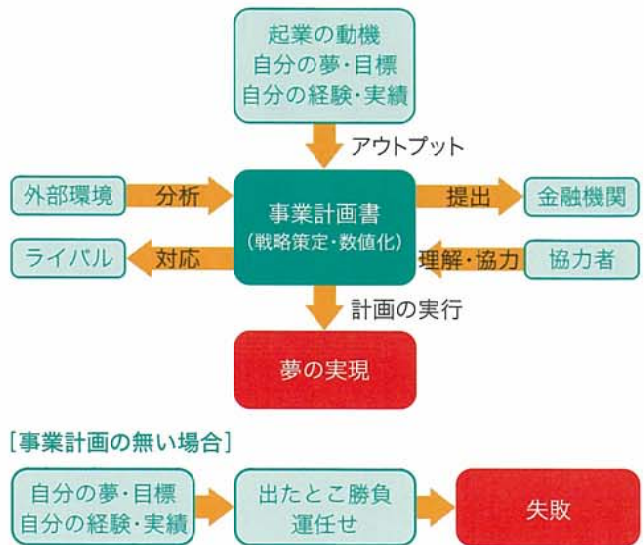 起業の動機
自分の夢・目標
自分の経験・実績
アウトプット
外部環境
分析
事業計画書
(戦略策定・数値化)
提出
金融機関
ライバル
対応
理解・協力
協力者
計画の実行
夢の実現
[事業計画の無い場合]
自分の夢・目標
自分の経験・実績
出たとこ勝負
運任せ
失敗